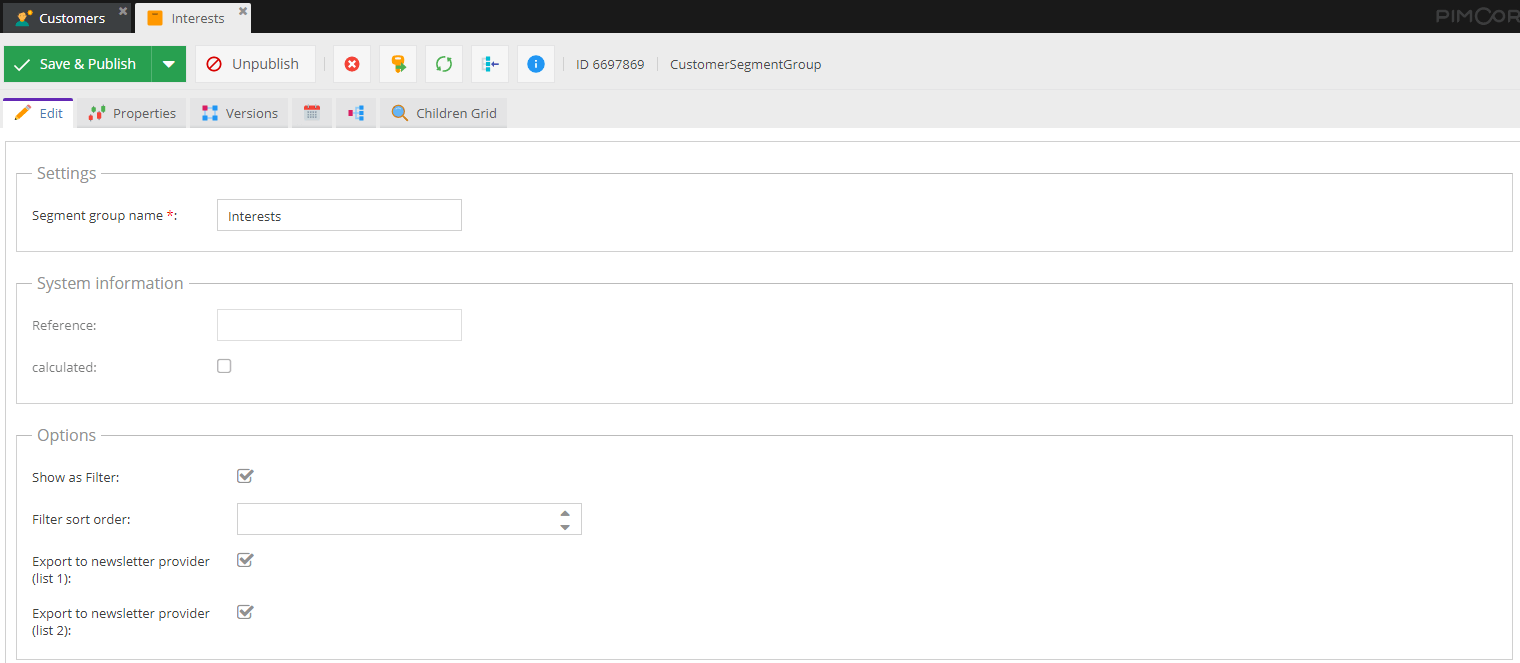 Customers
Interests
PIMCOR
Save & Publish
Unpublish
ID 6697869
CustomerSegmentGroup
Edit
Properties
Versions
Children Grid
Settings
Segment group name *:
Interests
System information
Reference:
calculated:
Options
Show as Filter:
Filter sort order:
Export to newsletter provider
(list 1):
Export to newsletter provider
(list 2):